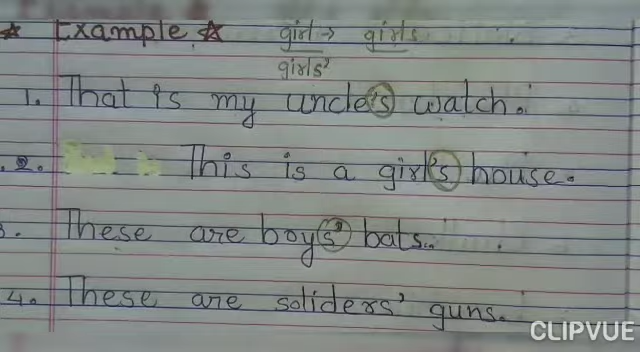 ☆ Example ☆ girl → girls
girls'
1. That is my uncle's watch.
2. This is a girl's house.
3. These are boys' bats.
4. These are soliders' guns.
CLIPVUE